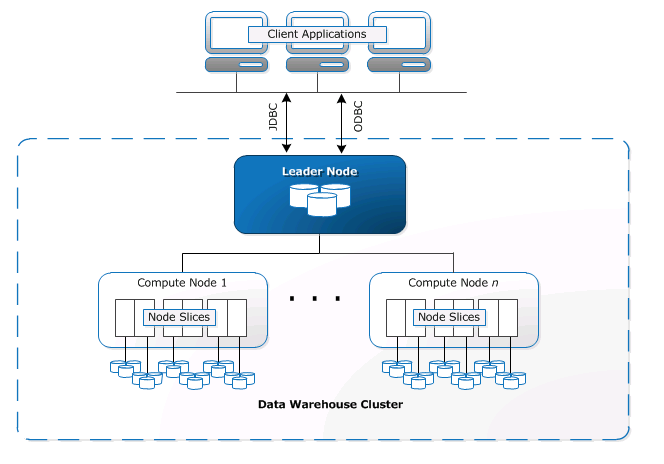 Client Applications
JDBC
ODBC
Leader Node
Compute Node 1
Compute Node n
. . .
Node Slices
Node Slices
Data Warehouse Cluster